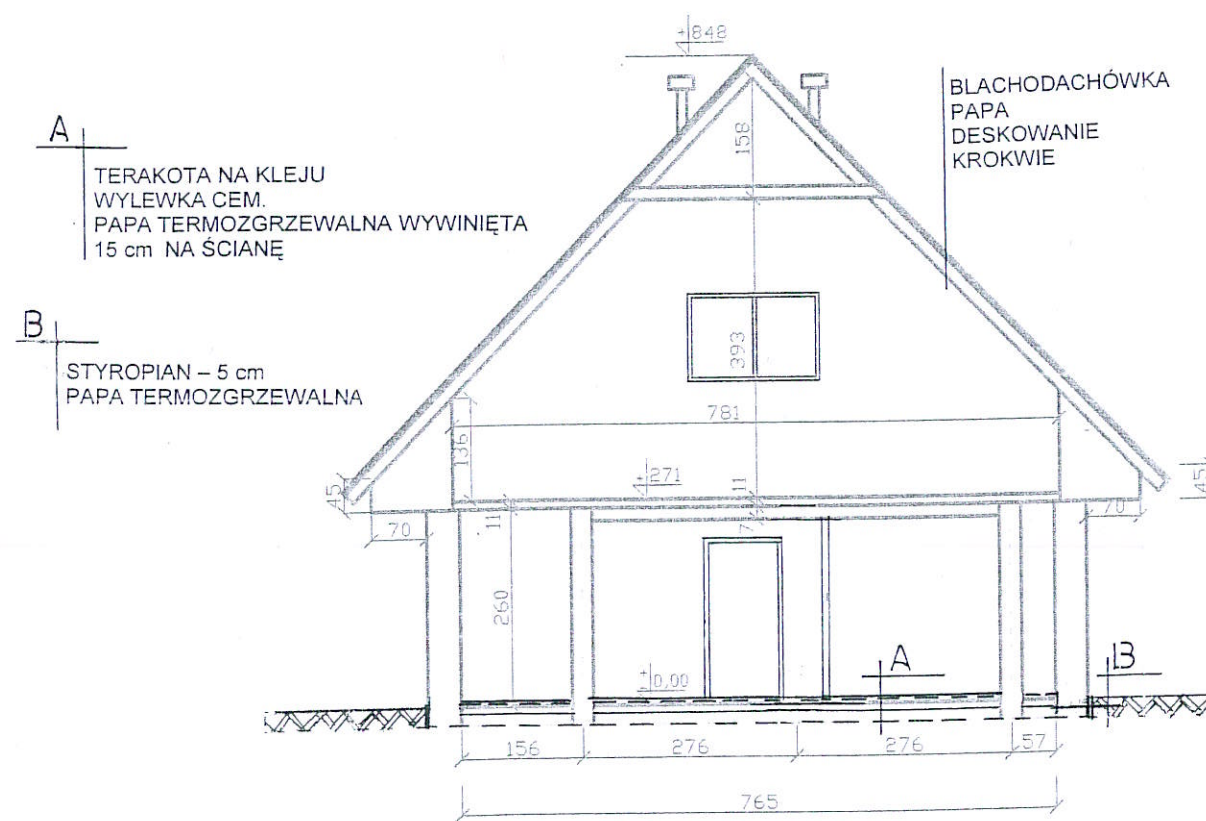 ±848
BLACHODACHÓWKA
PAPA
DESKOWANIE
KROKWIE
A
TERAKOTA NA KLEJU
WYLEWKA CEM.
PAPA TERMOZGRZEWALNA WYWINIĘTA
15 cm NA ŚCIANĘ
158
B
STYROPIAN – 5 cm
PAPA TERMOZGRZEWALNA
393
781
136
±271
11
45
45
70
11
7
70
260
±0,00
A
B
156
276
276
57
765